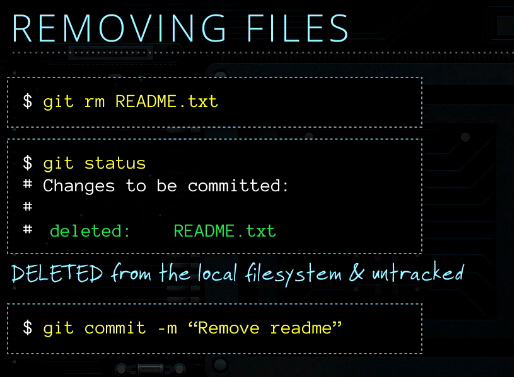 REMOVING FILES
$ git rm README.txt
$ git status
# Changes to be committed:
#
# deleted: README.txt
DELETED from the local filesystem & untracked
$ git commit -m “Remove readme”